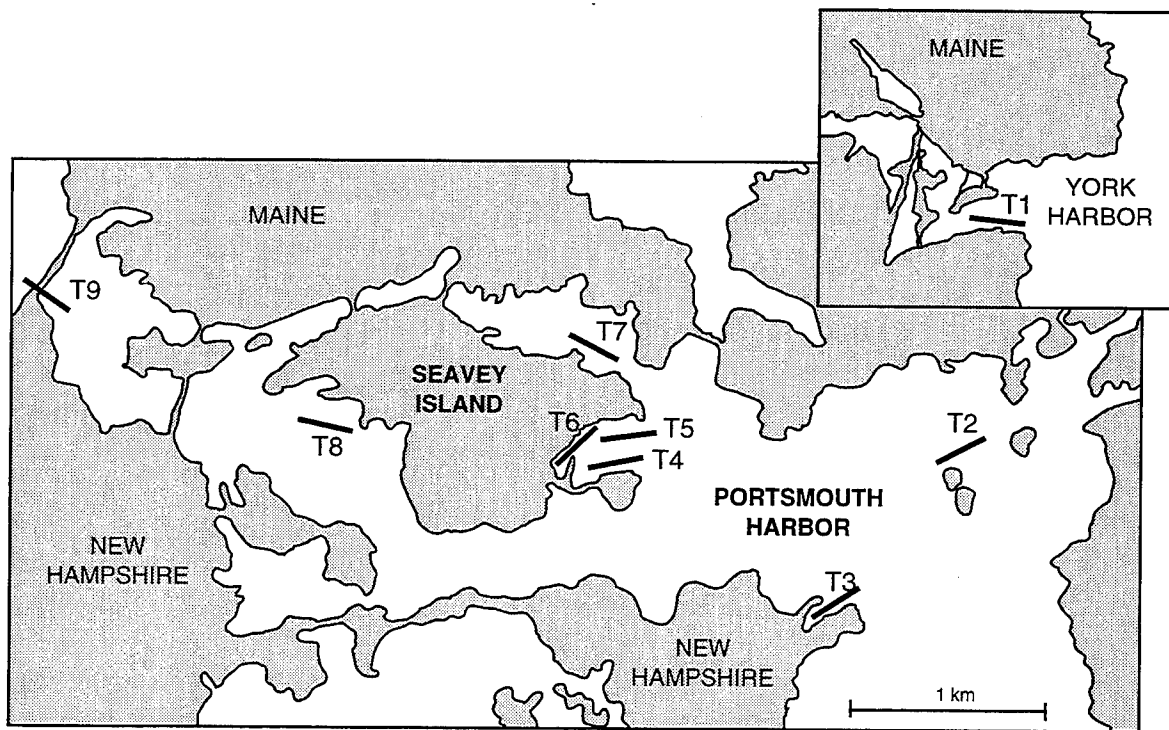 MAINE
YORK
HARBOR
T1
MAINE
T9
T7
SEAVEY
ISLAND
T8
T6
T5
T4
T2
PORTSMOUTH
HARBOR
NEW
HAMPSHIRE
T3
NEW
HAMPSHIRE
1 km